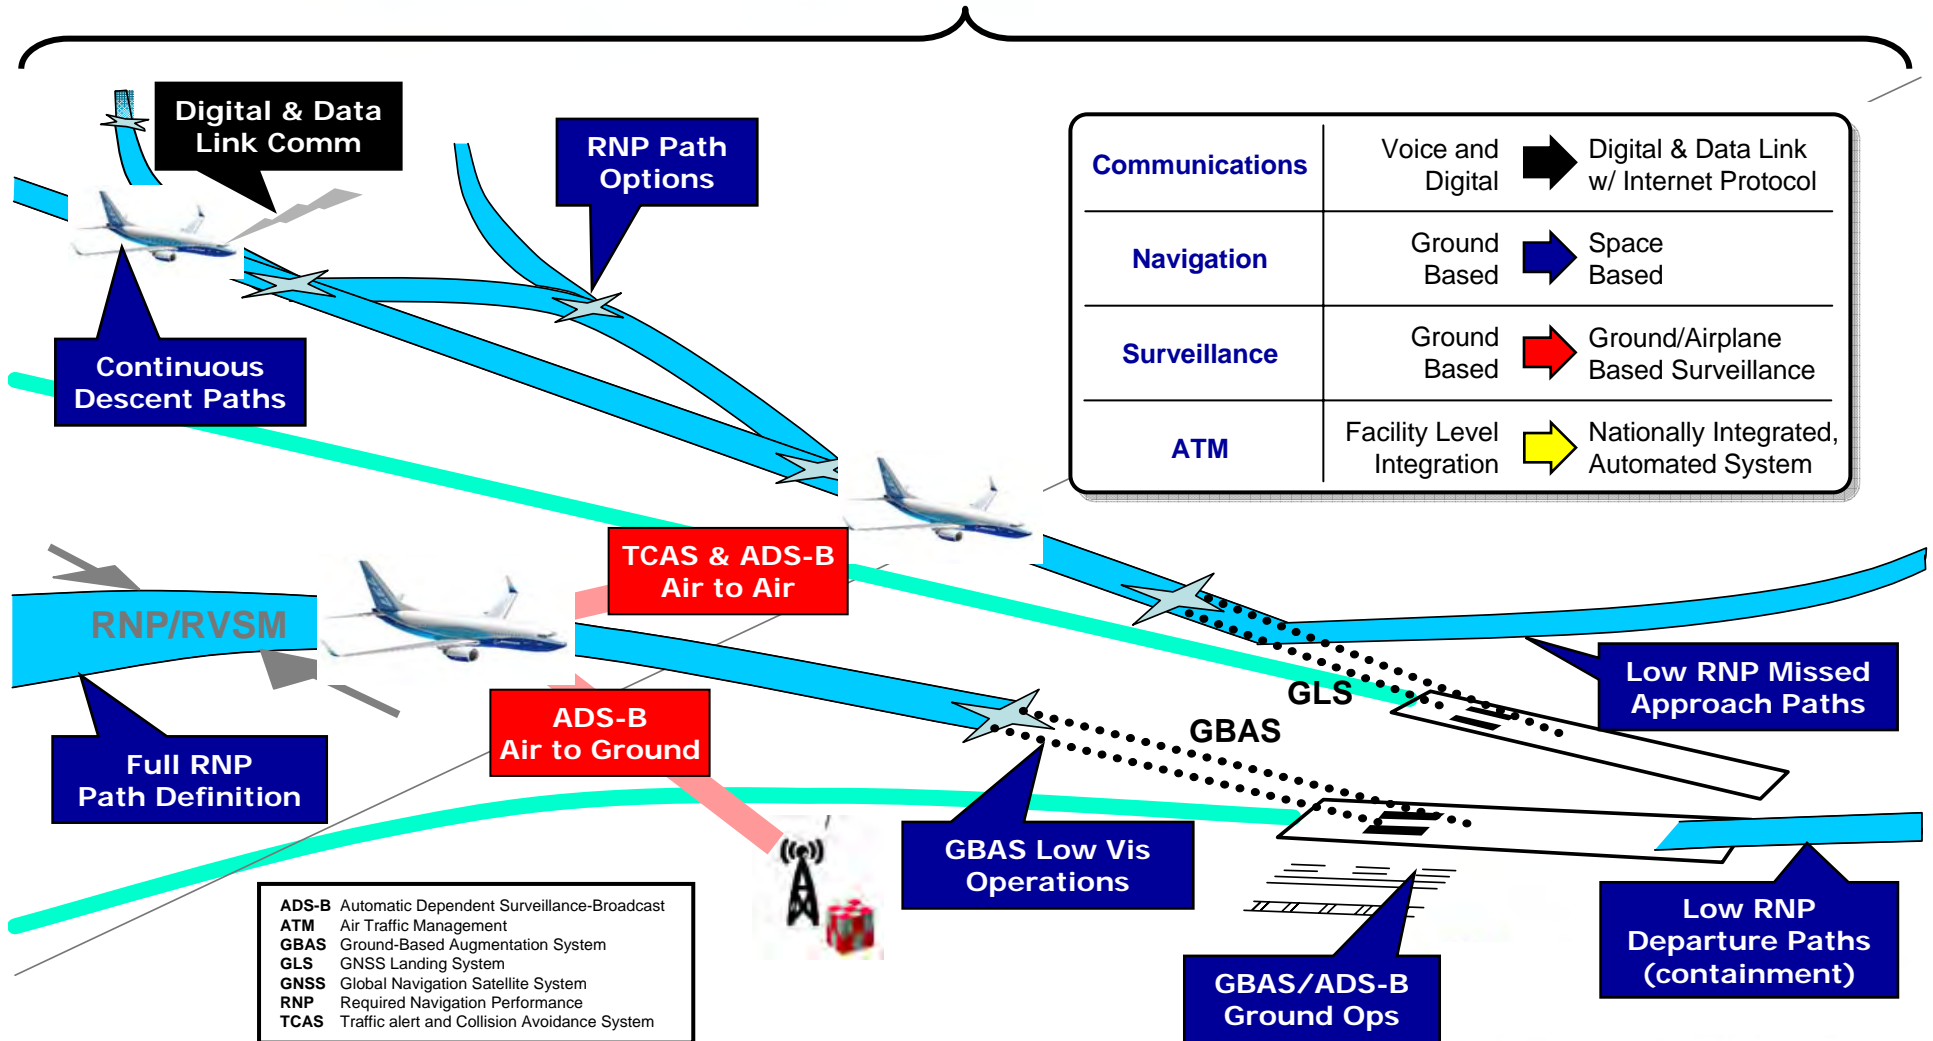 Digital & Data
Link Comm
RNP Path
Options
Continuous
Descent Paths
Communications
Voice and
Digital
Digital & Data Link
w/ Internet Protocol
Navigation
Ground
Based
Space
Based
Surveillance
Ground
Based
Ground/Airplane
Based Surveillance
ATM
Facility Level
Integration
Nationally Integrated,
Automated System
TCAS & ADS-B
Air to Air
RNP/RVSM
Full RNP
Path Definition
ADS-B
Air to Ground
GLS
GBAS
Low RNP Missed
Approach Paths
GBAS Low Vis
Operations
Low RNP
Departure Paths
(containment)
GBAS/ADS-B
Ground Ops
ADS-B Automatic Dependent Surveillance-Broadcast
ATM Air Traffic Management
GBAS Ground-Based Augmentation System
GLS GNSS Landing System
GNSS Global Navigation Satellite System
RNP Required Navigation Performance
TCAS Traffic alert and Collision Avoidance System